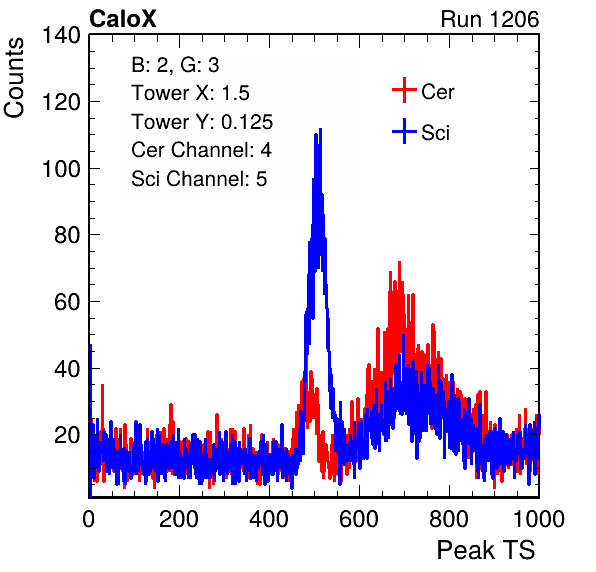 CaloX Run 1206
Counts
140
120
100
80
60
40
20
B: 2, G: 3
Tower X: 1.5
Tower Y: 0.125
Cer Channel: 4
Sci Channel: 5
Cer
Sci
0 200 400 600 800 1000
Peak TS